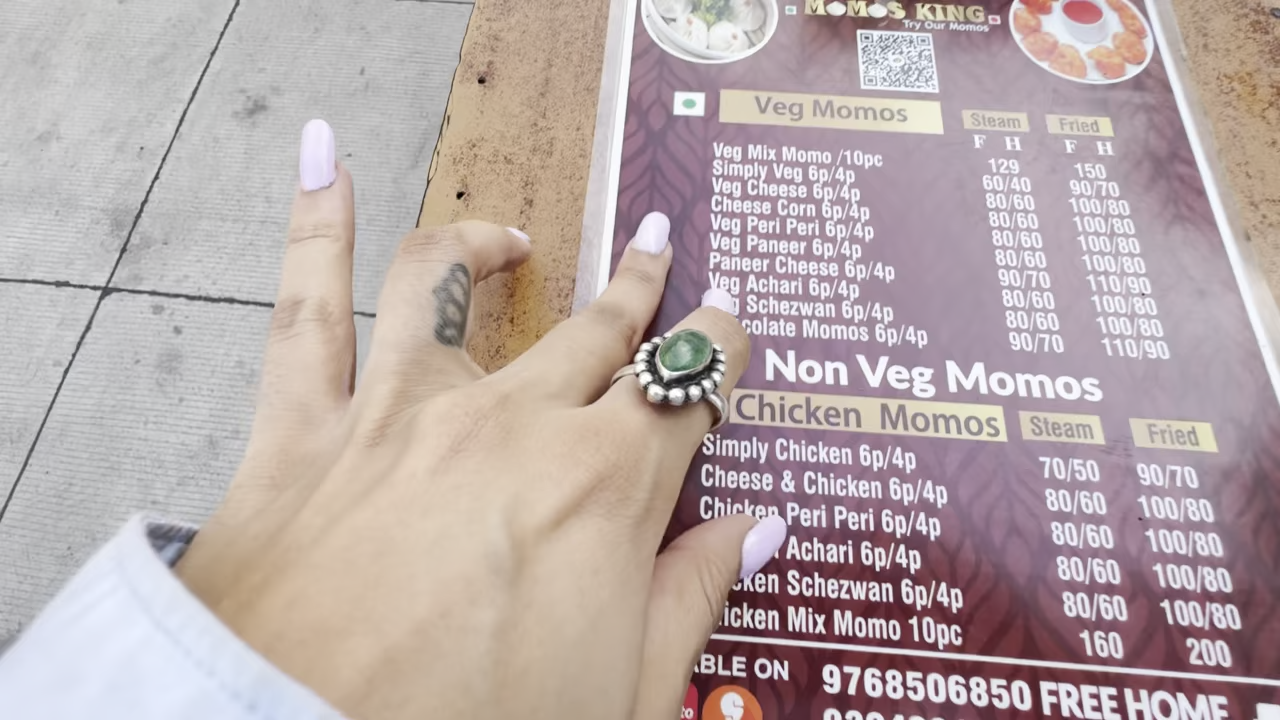 MOMOS KING
Try Our Momos
Veg Momos Steam Fried
F H F H
Veg Mix Momo /10pc 129 150
Simply Veg 6p/4p 60/40 90/70
Veg Cheese 6p/4p 80/60 100/80
Cheese Corn 6p/4p 80/60 100/80
Veg Peri Peri 6p/4p 80/60 100/80
Veg Paneer 6p/4p 80/60 100/80
Paneer Cheese 6p/4p 90/70 110/90
Veg Achari 6p/4p 80/60 100/80
Schezwan 6p/4p 80/60 100/80
colate Momos 6p/4p 90/70 110/90
Non Veg Momos
Chicken Momos Steam Fried
Simply Chicken 6p/4p 70/50 90/70
Cheese & Chicken 6p/4p 80/60 100/80
Chicken Peri Peri 6p/4p 80/60 100/80
Achari 6p/4p 80/60 100/80
cken Schezwan 6p/4p 80/60 100/80
icken Mix Momo 10pc 160 200
ABLE ON 9768506850 FREE HOME